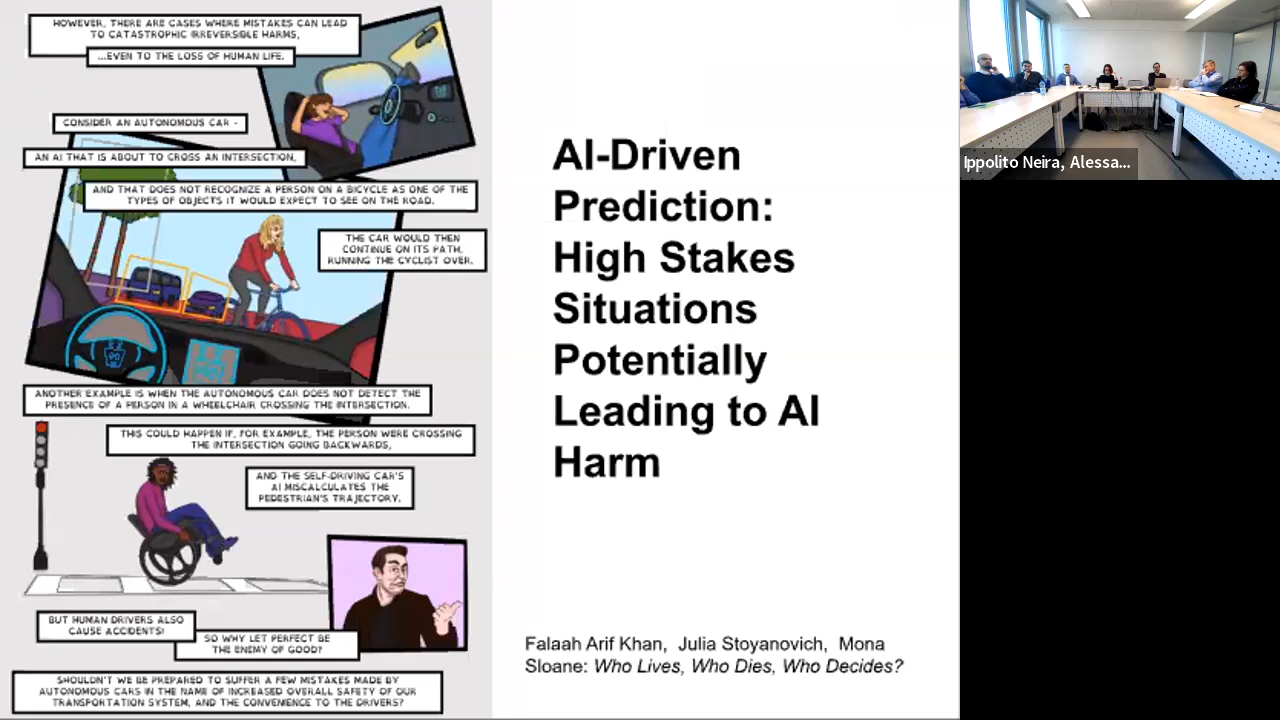 HOWEVER, THERE ARE CASES WHERE MISTAKES CAN LEAD
TO CATASTROPHIC IRREVERSIBLE HARMS,
...EVEN TO THE LOSS OF HUMAN LIFE.
CONSIDER AN AUTONOMOUS CAR -
AN AI THAT IS ABOUT TO CROSS AN INTERSECTION,
AND THAT DOES NOT RECOGNIZE A PERSON ON A BICYCLE AS ONE OF THE
TYPES OF OBJECTS IT WOULD EXPECT TO SEE ON THE ROAD.
THE CAR WOULD THEN
CONTINUE ON ITS PATH,
RUNNING THE CYCLIST OVER.
ANOTHER EXAMPLE IS WHEN THE AUTONOMOUS CAR DOES NOT DETECT THE
PRESENCE OF A PERSON IN A WHEELCHAIR CROSSING THE INTERSECTION.
THIS COULD HAPPEN IF, FOR EXAMPLE, THE PERSON WERE CROSSING
THE INTERSECTION GOING BACKWARDS,
AND THE SELF-DRIVING CAR'S
AI MISCALCULATES THE
PEDESTRIAN'S TRAJECTORY.
BUT HUMAN DRIVERS ALSO
CAUSE ACCIDENTS!
SO WHY LET PERFECT BE
THE ENEMY OF GOOD?
SHOULDN'T WE BE PREPARED TO SUFFER A FEW MISTAKES MADE BY
AUTONOMOUS CARS IN THE NAME OF INCREASED OVERALL SAFETY OF OUR
TRANSPORTATION SYSTEM, AND THE CONVENIENCE TO THE DRIVERS?
AI-Driven
Prediction:
High Stakes
Situations
Potentially
Leading to AI
Harm
Falaah Arif Khan, Julia Stoyanovich, Mona
Sloane: Who Lives, Who Dies, Who Decides?
Ippolito Neira, Alessa...